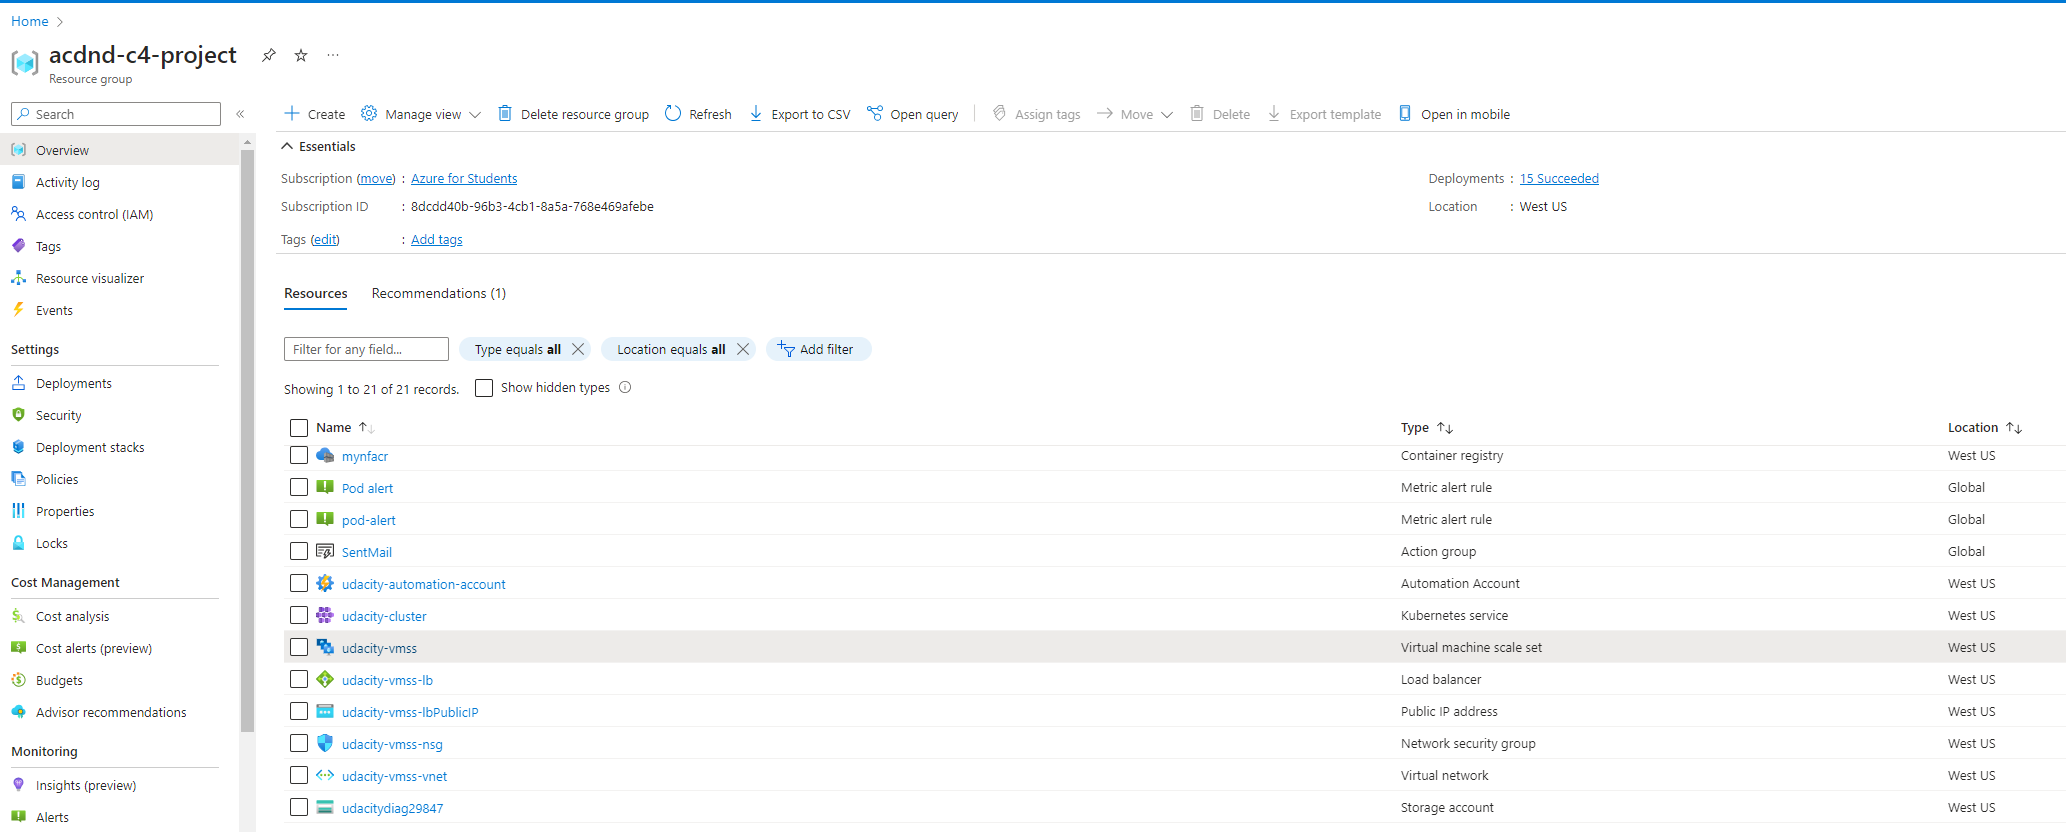 Home
acdnd-c4-project
Resource group
Search
Overview
Activity log
Access control (IAM)
Tags
Resource visualizer
Events
Settings
Deployments
Security
Deployment stacks
Policies
Properties
Locks
Cost Management
Cost analysis
Cost alerts (preview)
Budgets
Advisor recommendations
Monitoring
Insights (preview)
Alerts
Create Manage view Delete resource group Refresh Export to CSV Open query Assign tags Move Delete Export template Open in mobile
Essentials
Subscription (move) : Azure for Students Deployments : 15 Succeeded
Subscription ID : 8dcdd40b-96b3-4cb1-8a5a-768e469afebe Location : West US
Tags (edit) : Add tags
Resources Recommendations (1)
Filter for any field... Type equals all Location equals all Add filter
Showing 1 to 21 of 21 records. Show hidden types
Name Type Location
mynfacr Container registry West US
Pod alert Metric alert rule Global
pod-alert Metric alert rule Global
SentMail Action group Global
udacity-automation-account Automation Account West US
udacity-cluster Kubernetes service West US
udacity-vmss Virtual machine scale set West US
udacity-vmss-lb Load balancer West US
udacity-vmss-lbPublicIP Public IP address West US
udacity-vmss-nsg Network security group West US
udacity-vmss-vnet Virtual network West US
udacitydiag29847 Storage account West US